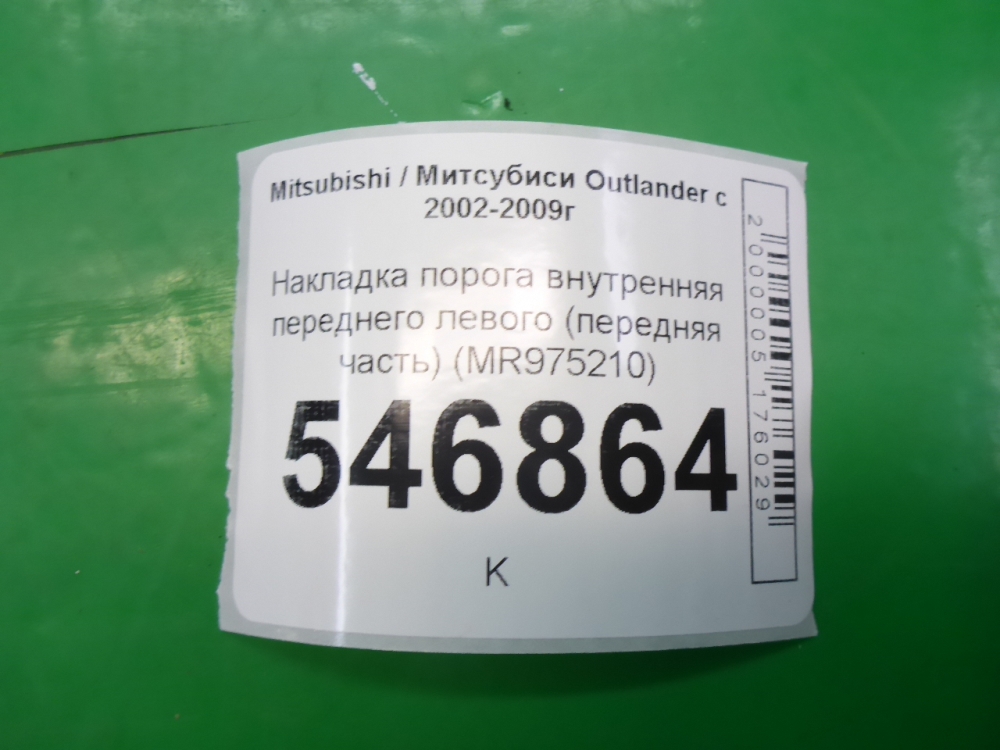 Mitsubishi / Митсубиси Outlander с
2002-2009г
Накладка порога внутренняя
переднего левого (передняя
часть) (MR975210)
546864
К
2000005176029